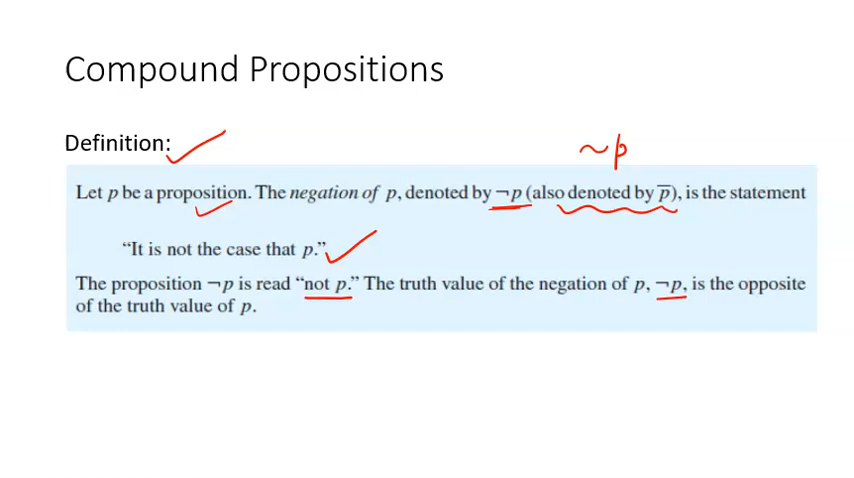 Compound Propositions
~p
Definition:
Let p be a proposition. The negation of p, denoted by ¬p (also denoted by p̅), is the statement
“It is not the case that p.”
The proposition ¬p is read “not p.” The truth value of the negation of p, ¬p, is the opposite
of the truth value of p.